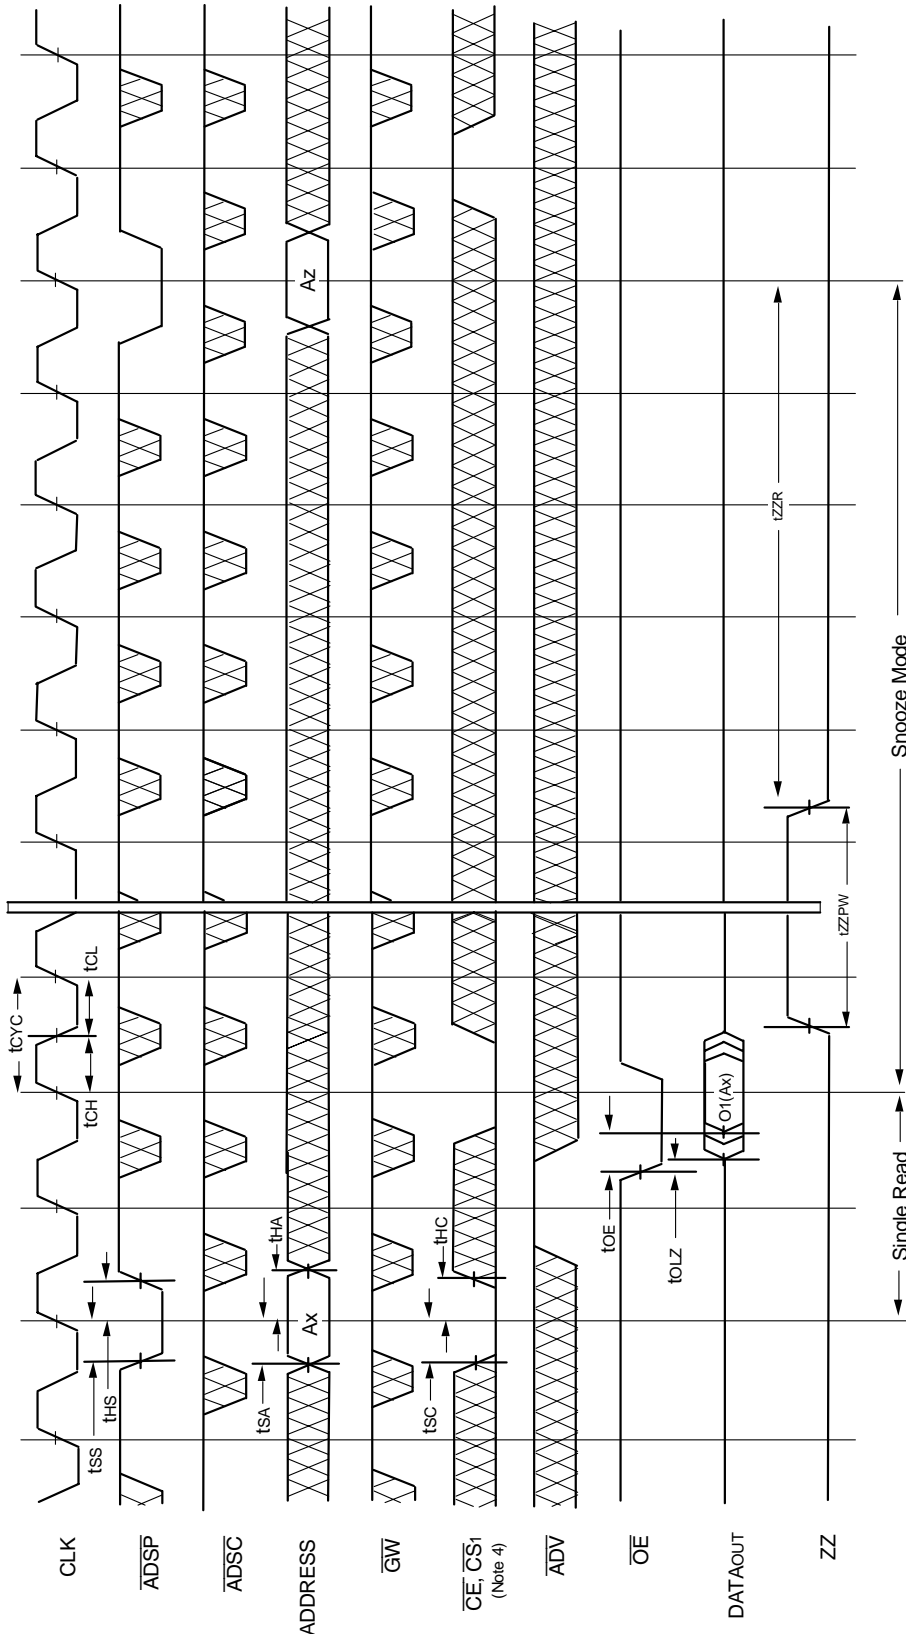 CLK
tCYC
tCH
tCL
tSS
tHS
ADSP
ADSC
ADDRESS
tSA
tHA
Ax
Az
GW
CE, CS1
(Note 4)
tSC
tHC
ADV
OE
tOE
tOLZ
DATAOUT
O1(Ax)
ZZ
tZZPW
tZZR
Single Read
Snooze Mode